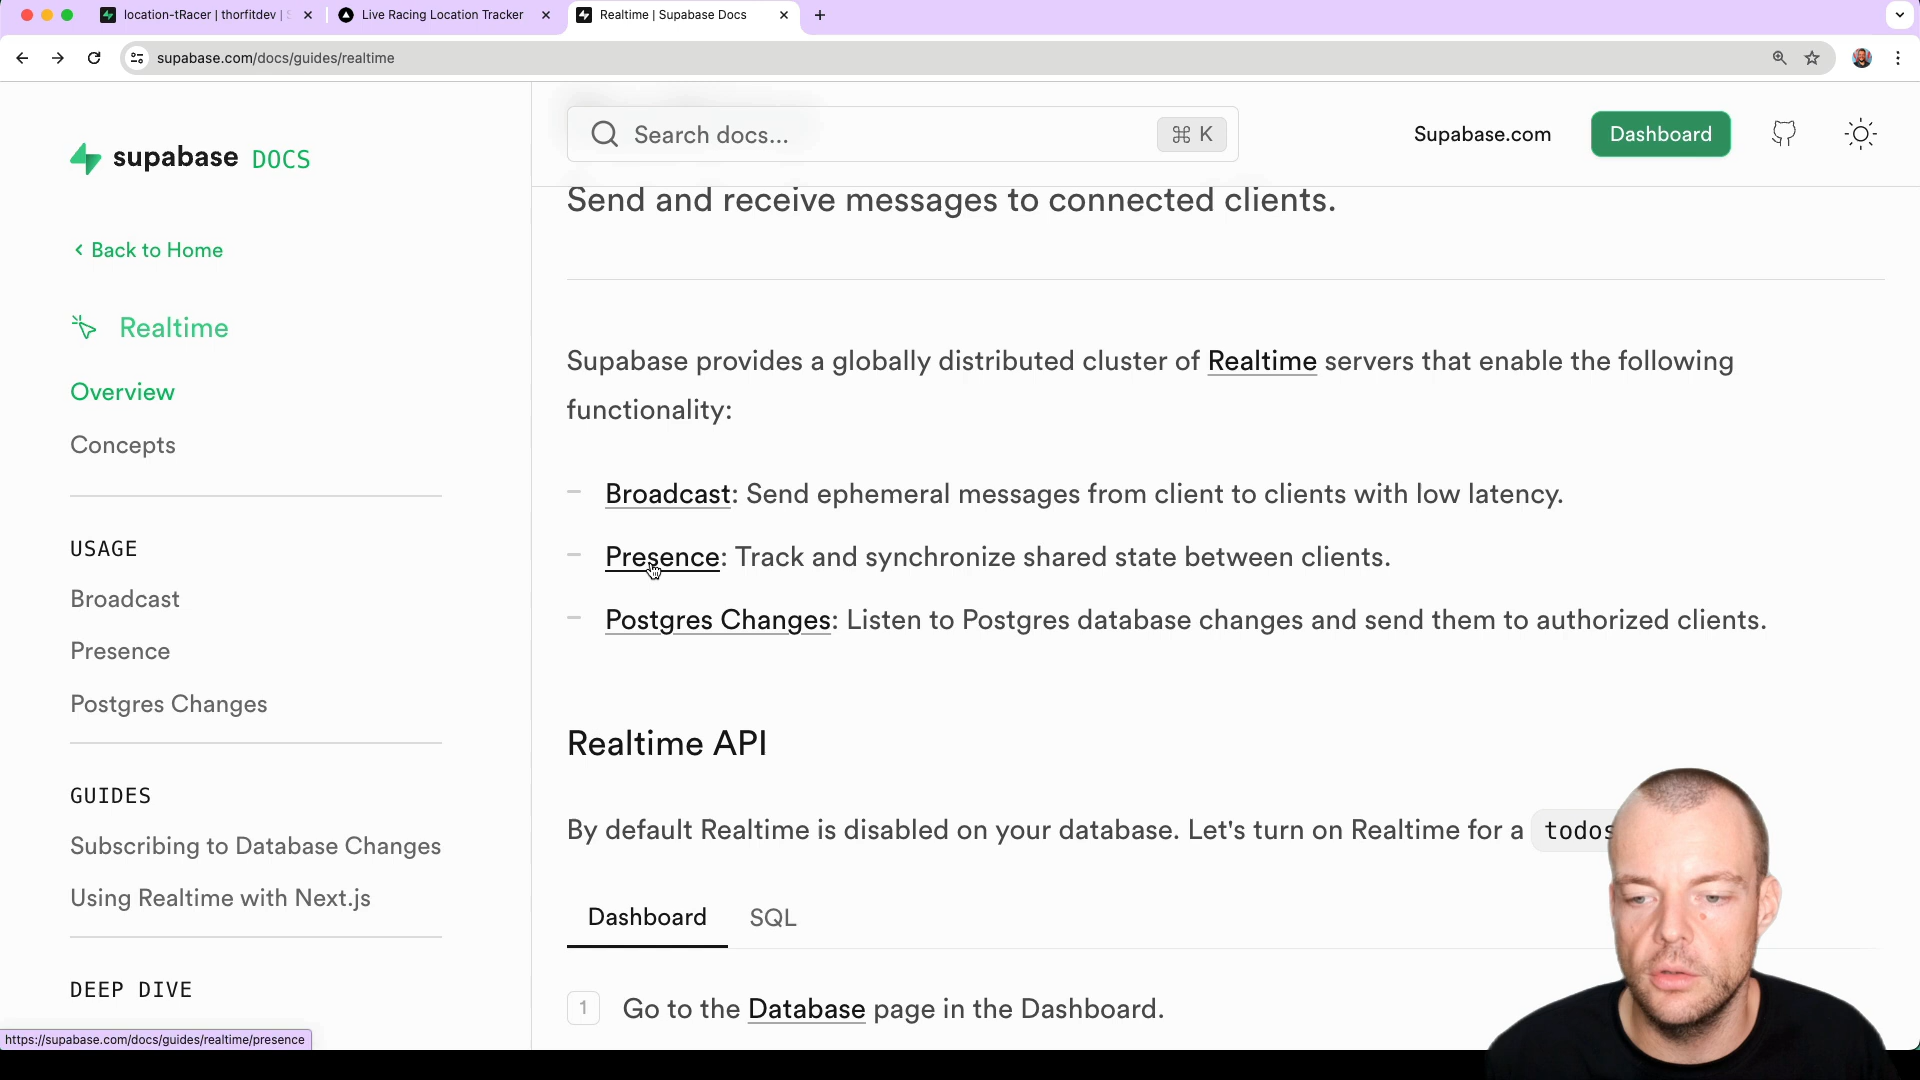 location-tRacer | thorfitdev |
Live Racing Location Tracker
Realtime | Supabase Docs
supabase.com/docs/guides/realtime
supabase DOCS
Search docs...
⌘ K
Supabase.com
Dashboard
Back to Home
Realtime
Overview
Concepts
USAGE
Broadcast
Presence
Postgres Changes
GUIDES
Subscribing to Database Changes
Using Realtime with Next.js
DEEP DIVE
https://supabase.com/docs/guides/realtime/presence
Send and receive messages to connected clients.
Supabase provides a globally distributed cluster of Realtime servers that enable the following
functionality:
Broadcast: Send ephemeral messages from client to clients with low latency.
Presence: Track and synchronize shared state between clients.
Postgres Changes: Listen to Postgres database changes and send them to authorized clients.
Realtime API
By default Realtime is disabled on your database. Let's turn on Realtime for a todos
Dashboard
SQL
1 Go to the Database page in the Dashboard.